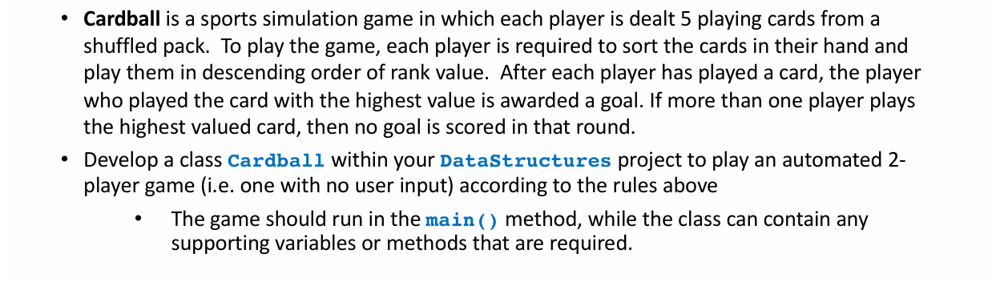 • Cardball is a sports simulation game in which each player is dealt 5 playing cards from a
shuffled pack.  To play the game, each player is required to sort the cards in their hand and
play them in descending order of rank value.  After each player has played a card, the player
who played the card with the highest value is awarded a goal. If more than one player plays
the highest valued card, then no goal is scored in that round.
• Develop a class Cardball within your DataStructures project to play an automated 2-
player game (i.e. one with no user input) according to the rules above
• The game should run in the main() method, while the class can contain any
supporting variables or methods that are required.